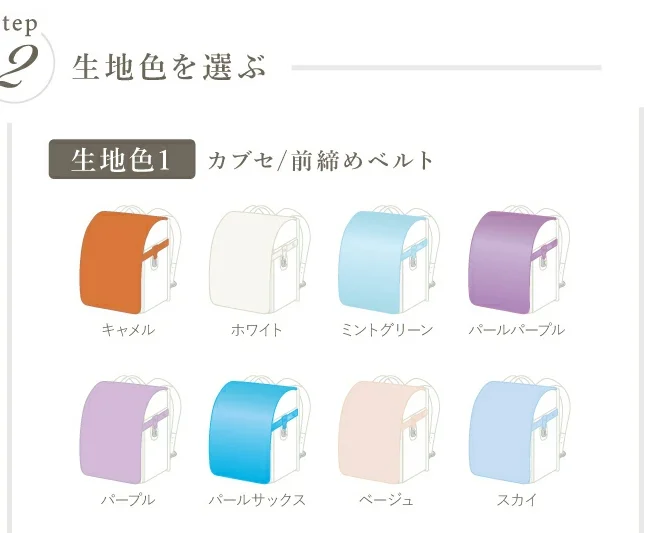 tep
2
生地色を選ぶ
生地色1 カブセ/前締めベルト
キャメル ホワイト ミントグリーン パールパープル
パープル パールサックス ベージュ スカイ